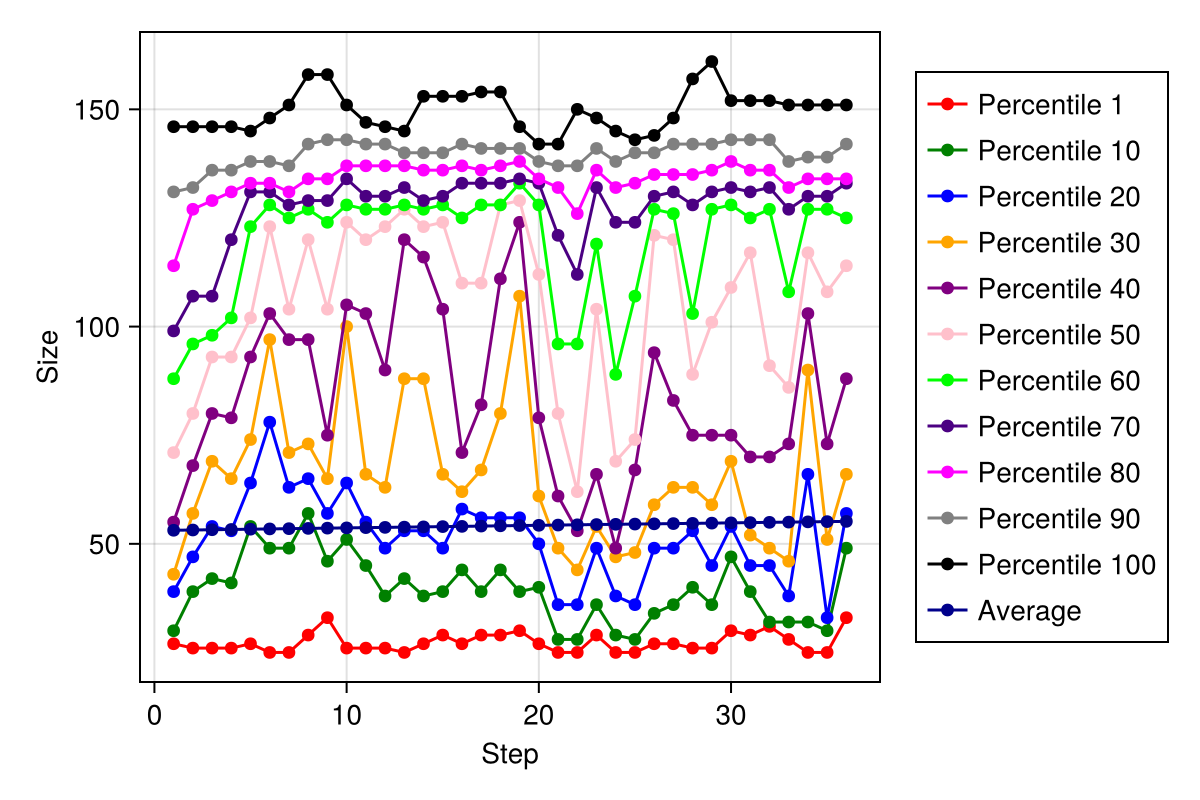 Size
150
100
50
0
10
20
30
Step
Percentile 1
Percentile 10
Percentile 20
Percentile 30
Percentile 40
Percentile 50
Percentile 60
Percentile 70
Percentile 80
Percentile 90
Percentile 100
Average